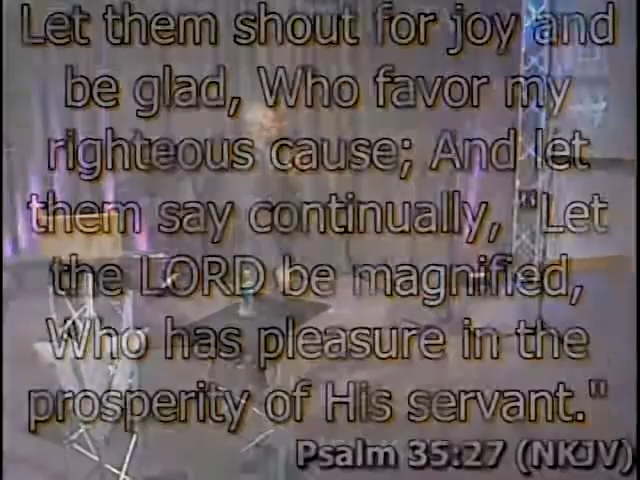 Let them shout for joy and
be glad, Who favor my
righteous cause; And let
them say continually, "Let
the LORD be magnified,
Who has pleasure in the
prosperity of His servant."
Psalm 35:27 (NKJV)